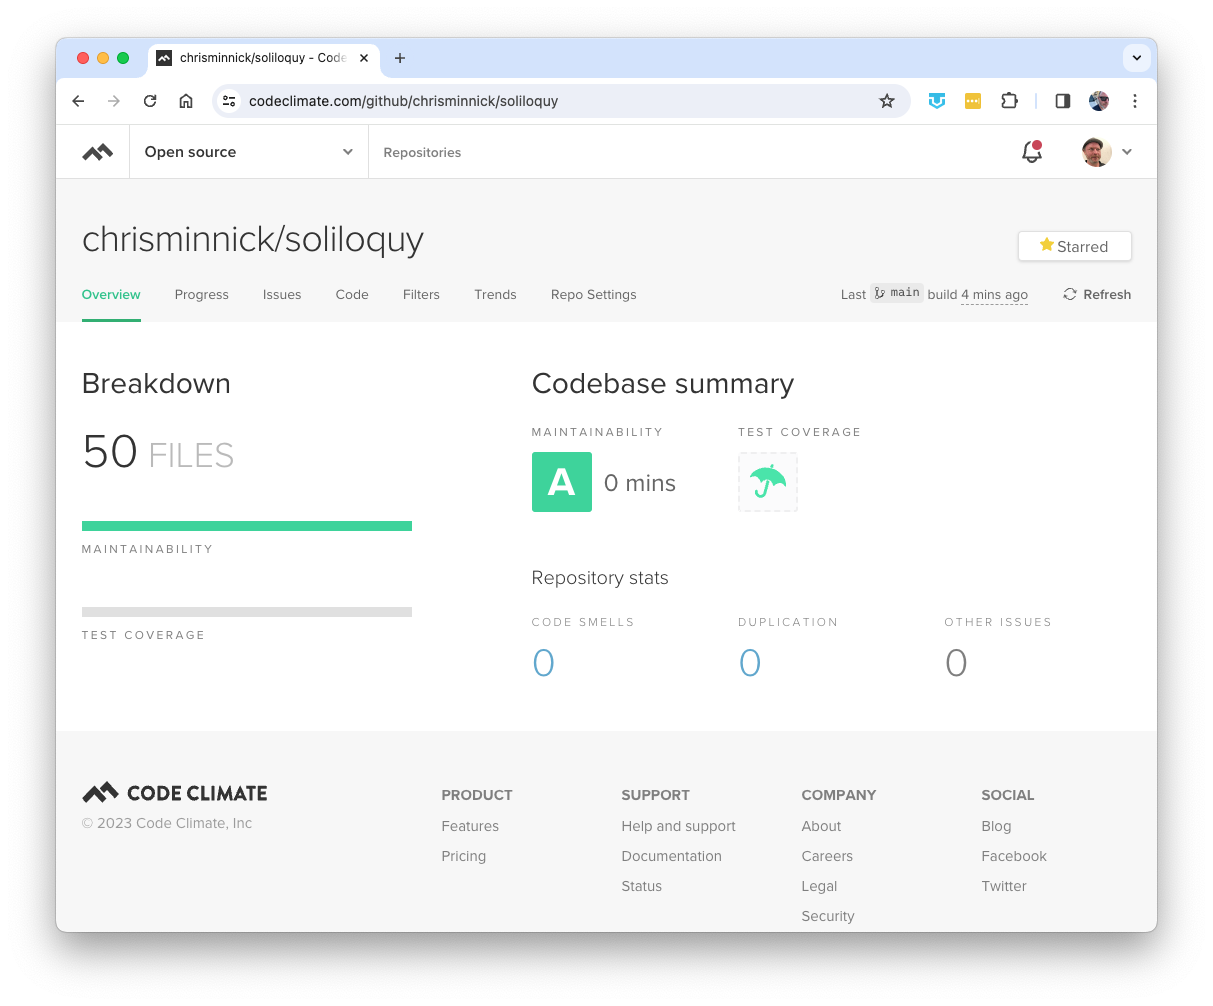 chrisminnick/soliloquy - Code
codeclimate.com/github/chrisminnick/soliloquy
Open source
Repositories
chrisminnick/soliloquy
Starred
Overview Progress Issues Code Filters Trends Repo Settings
Last main build 4 mins ago Refresh
Breakdown
50 FILES
MAINTAINABILITY
TEST COVERAGE
Codebase summary
MAINTAINABILITY TEST COVERAGE
A 0 mins
Repository stats
CODE SMELLS DUPLICATION OTHER ISSUES
0 0 0
CODE CLIMATE
© 2023 Code Climate, Inc
PRODUCT
Features
Pricing
SUPPORT
Help and support
Documentation
Status
COMPANY
About
Careers
Legal
Security
SOCIAL
Blog
Facebook
Twitter